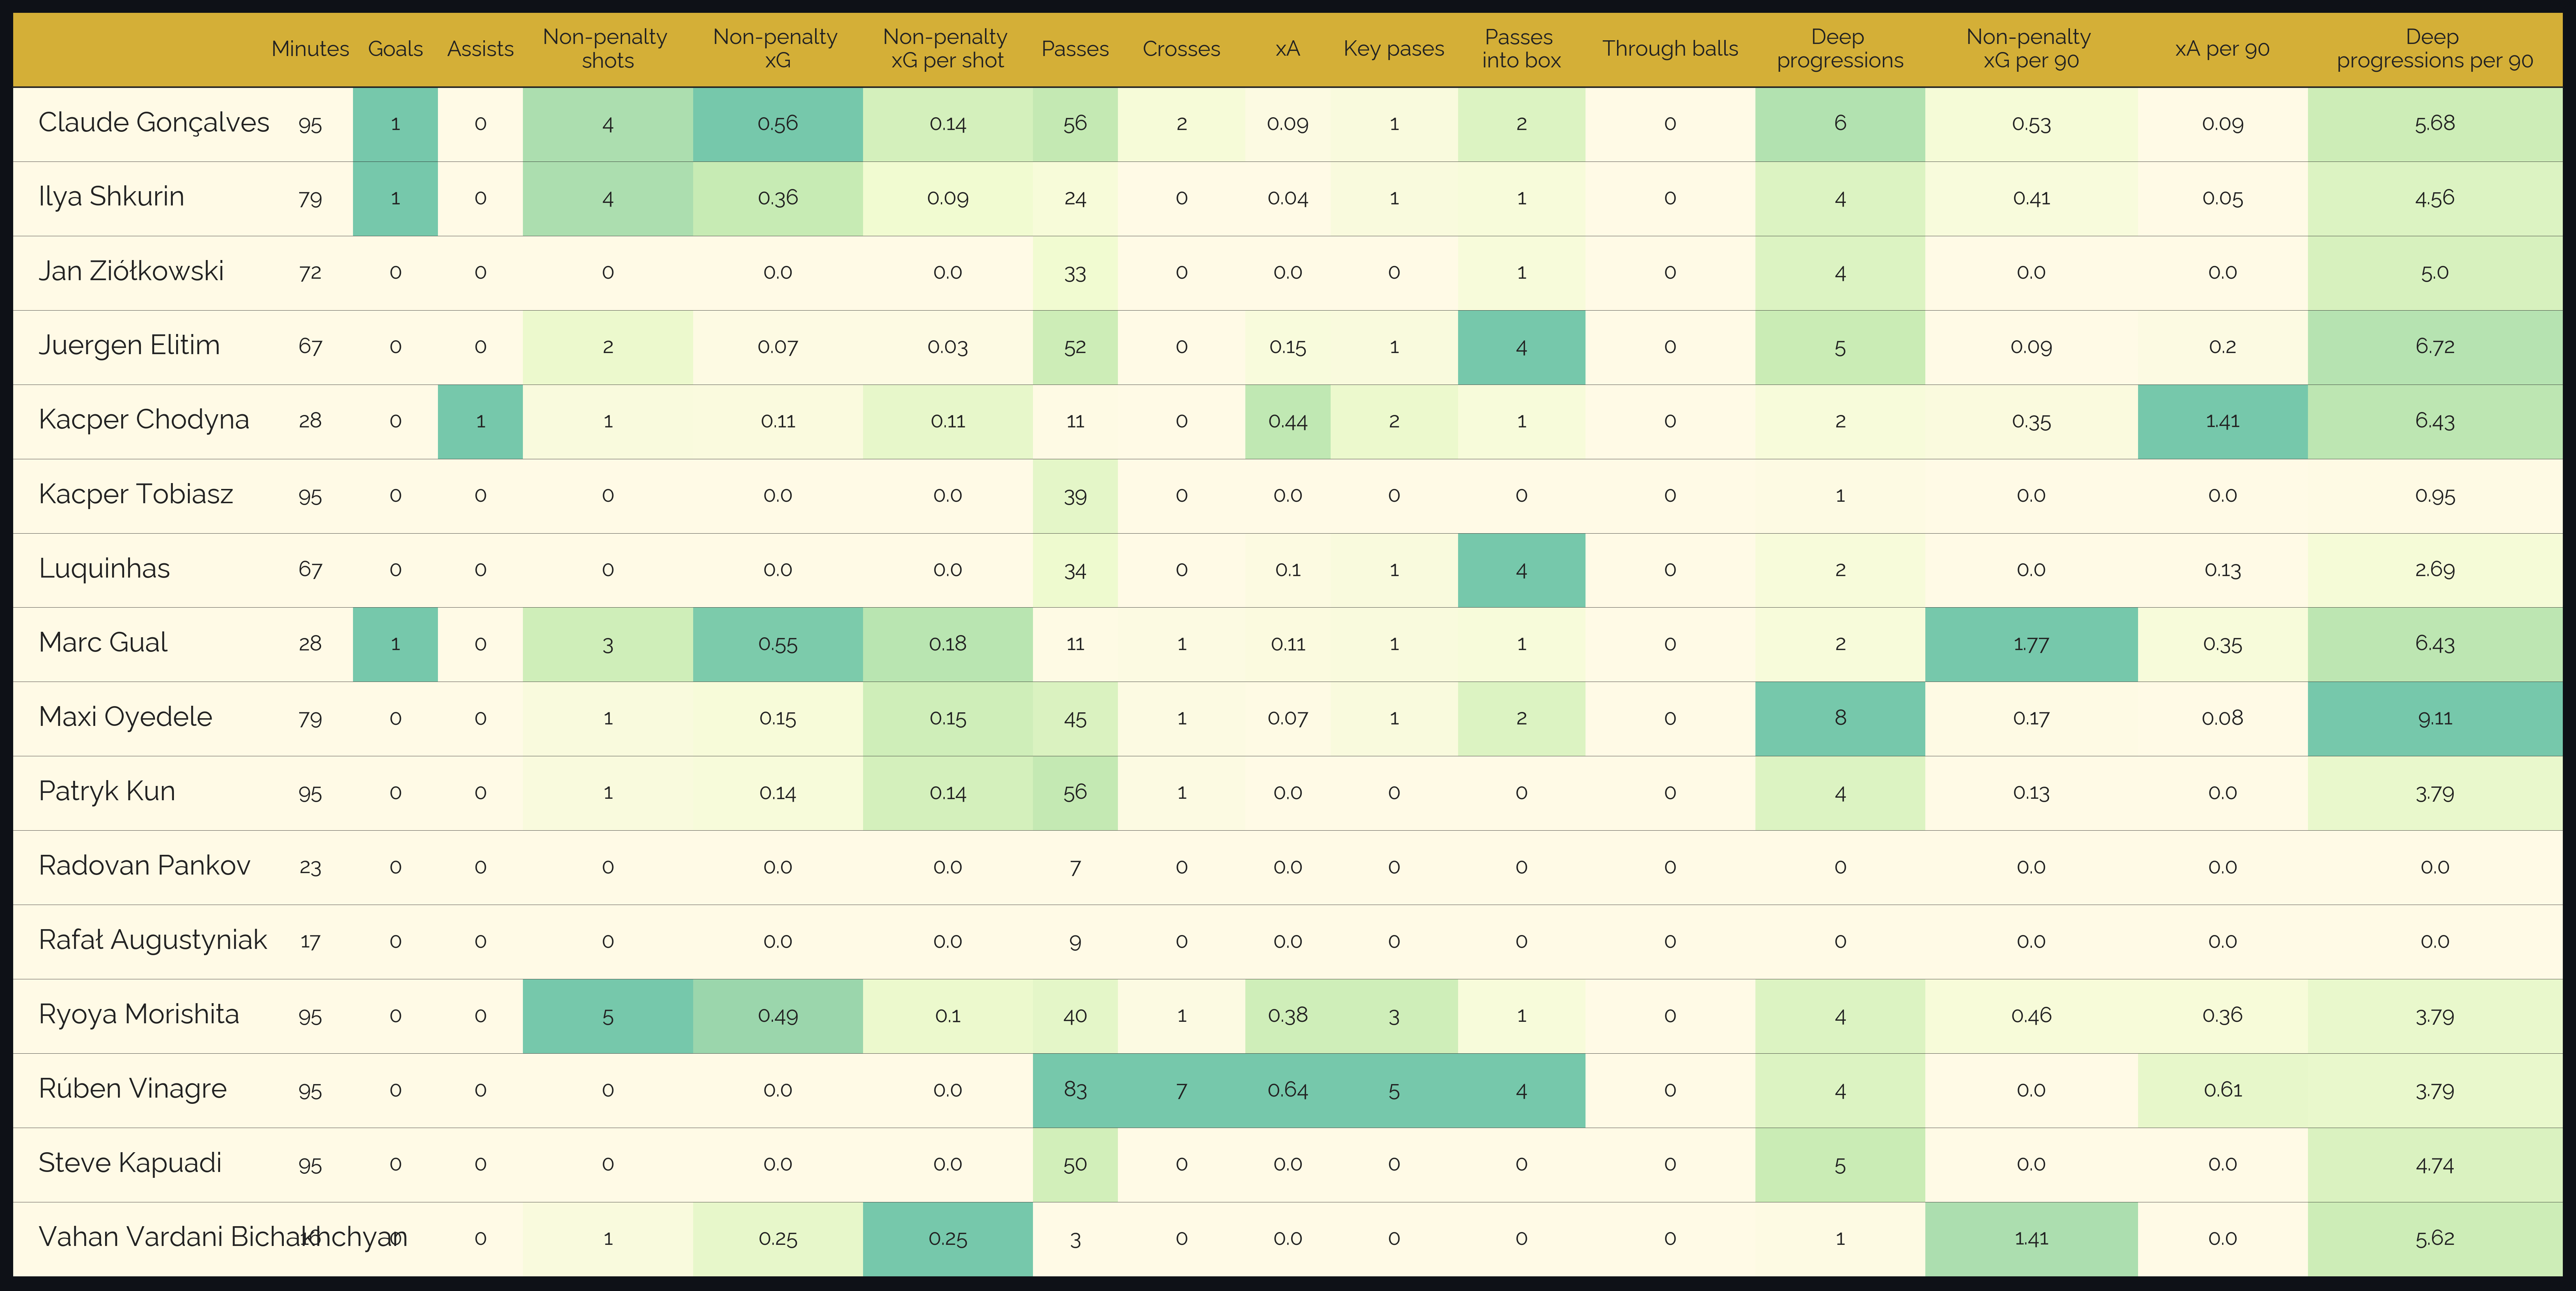 Minutes Goals Assists Non-penalty shots Non-penalty xG Non-penalty xG per shot Passes Crosses xA Key pases Passes into box Through balls Deep progressions Non-penalty xG per 90 xA per 90 Deep progressions per 90
Claude Gonçalves 95 1 0 4 0.56 0.14 56 2 0.09 1 2 0 6 0.53 0.09 5.68
Ilya Shkurin 79 1 0 4 0.36 0.09 24 0 0.04 1 1 0 4 0.41 0.05 4.56
Jan Ziółkowski 72 0 0 0 0.0 0.0 33 0 0.0 0 1 0 4 0.0 0.0 5.0
Juergen Elitim 67 0 0 2 0.07 0.03 52 0 0.15 1 4 0 5 0.09 0.2 6.72
Kacper Chodyna 28 0 1 1 0.11 0.11 11 0 0.44 2 1 0 2 0.35 1.41 6.43
Kacper Tobiasz 95 0 0 0 0.0 0.0 39 0 0.0 0 0 0 1 0.0 0.0 0.95
Luquinhas 67 0 0 0 0.0 0.0 34 0 0.1 1 4 0 2 0.0 0.13 2.69
Marc Gual 28 1 0 3 0.55 0.18 11 1 0.11 1 1 0 2 1.77 0.35 6.43
Maxi Oyedele 79 0 0 1 0.15 0.15 45 1 0.07 1 2 0 8 0.17 0.08 9.11
Patryk Kun 95 0 0 1 0.14 0.14 56 1 0.0 0 0 0 4 0.13 0.0 3.79
Radovan Pankov 23 0 0 0 0.0 0.0 7 0 0.0 0 0 0 0 0.0 0.0 0.0
Rafał Augustyniak 17 0 0 0 0.0 0.0 9 0 0.0 0 0 0 0 0.0 0.0 0.0
Ryoya Morishita 95 0 0 5 0.49 0.1 40 1 0.38 3 1 0 4 0.46 0.36 3.79
Rúben Vinagre 95 0 0 0 0.0 0.0 83 7 0.64 5 4 0 4 0.0 0.61 3.79
Steve Kapuadi 95 0 0 0 0.0 0.0 50 0 0.0 0 0 0 5 0.0 0.0 4.74
Vahan Vardani Bichakhchyan 16 0 0 1 0.25 0.25 3 0 0.0 0 0 0 1 1.41 0.0 5.62